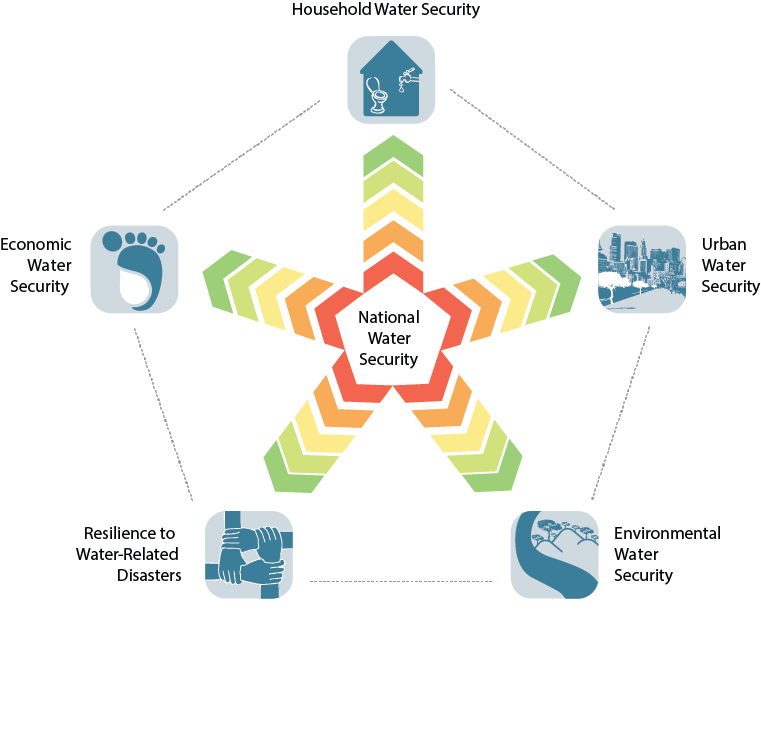 Household Water Security
Economic
Water
Security
Urban
Water
Security
National
Water
Security
Resilience to
Water-Related
Disasters
Environmental
Water
Security